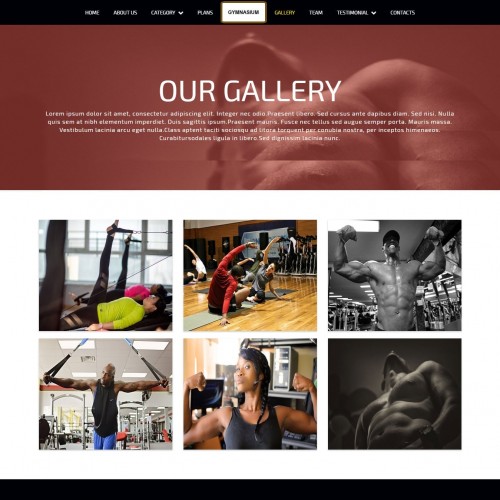 HOME ABOUT US CATEGORY PLANS GYMNASIUM GALLERY TEAM TESTIMONIAL CONTACTS
OUR GALLERY
Lorem ipsum dolor sit amet, consectetur adipiscing elit. Integer nec odio.Praesent libero. Sed cursus ante dapibus diam. Sed nisi. Nulla
quis sem at nibh elementum imperdiet. Duis sagittis ipsum.Praesent mauris. Fusce nec tellus sed augue semper porta. Mauris massa.
Vestibulum lacinia arcu eget nulla.Class aptent taciti sociosqu ad litora torquent per conubia nostra, per inceptos himenaeos.
Curabitursodales ligula in libero.Sed dignissim lacinia nunc.